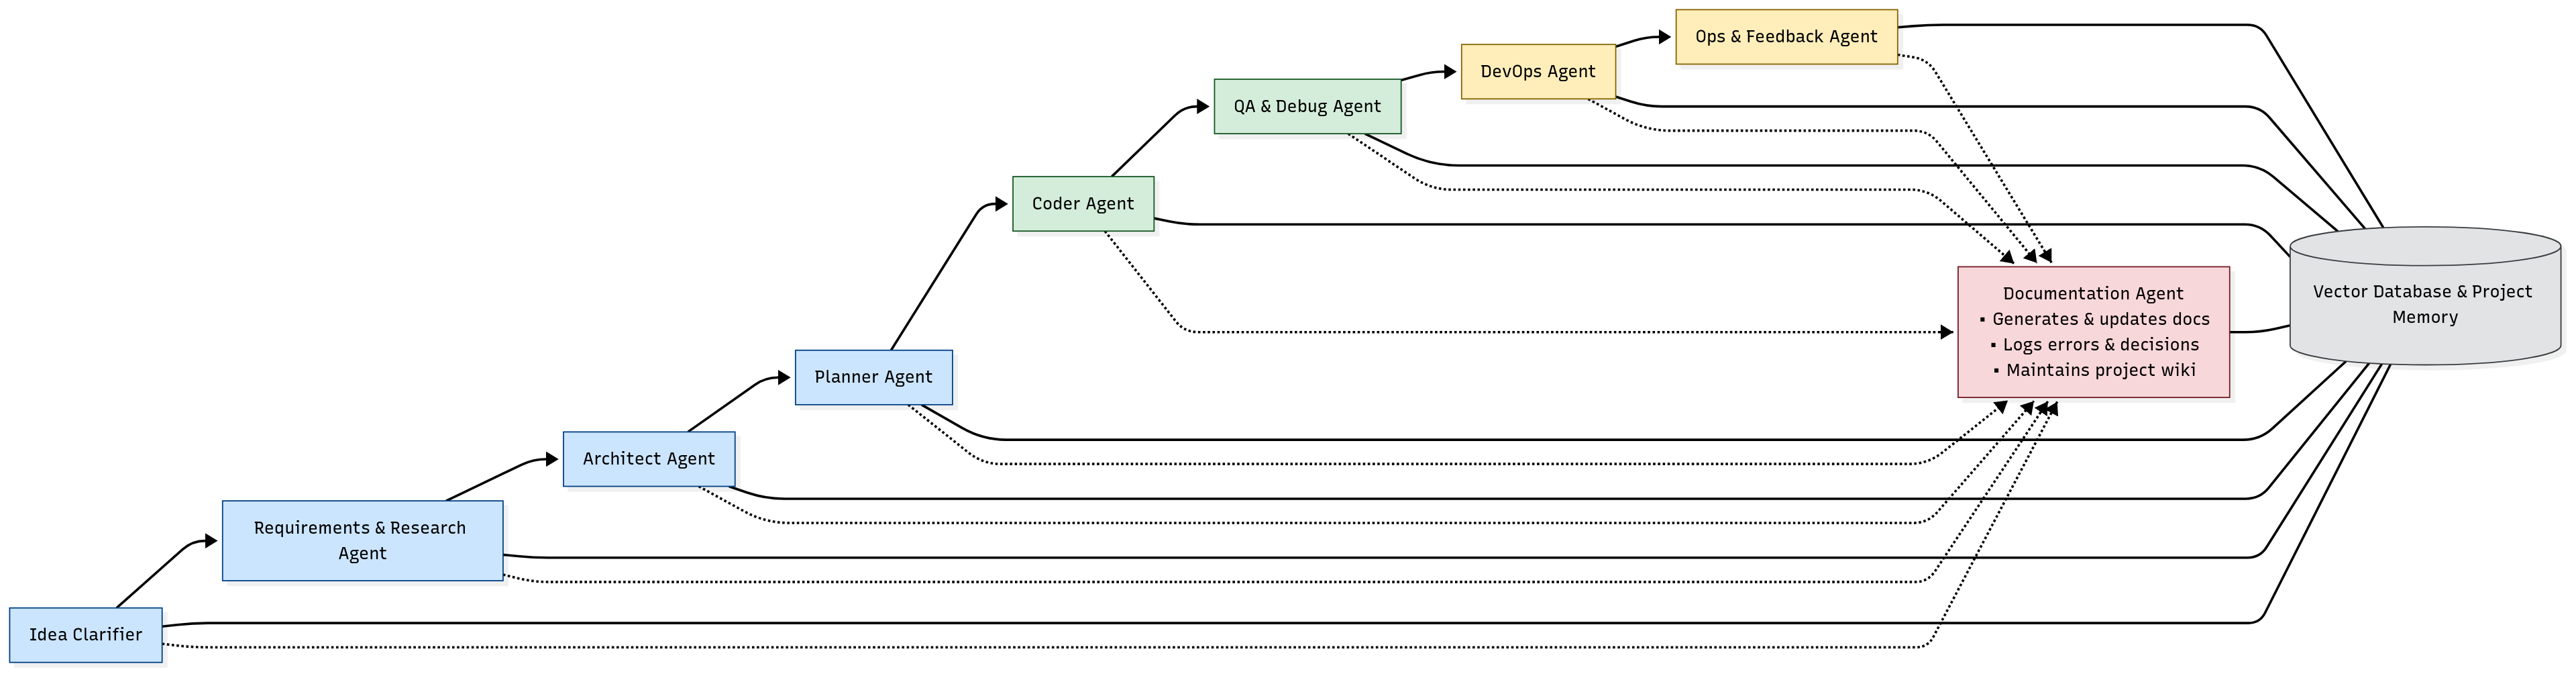 Ops & Feedback Agent
DevOps Agent
QA & Debug Agent
Coder Agent
Documentation Agent
▪ Generates & updates docs
▪ Logs errors & decisions
▪ Maintains project wiki
Vector Database & Project
Memory
Planner Agent
Architect Agent
Requirements & Research
Agent
Idea Clarifier